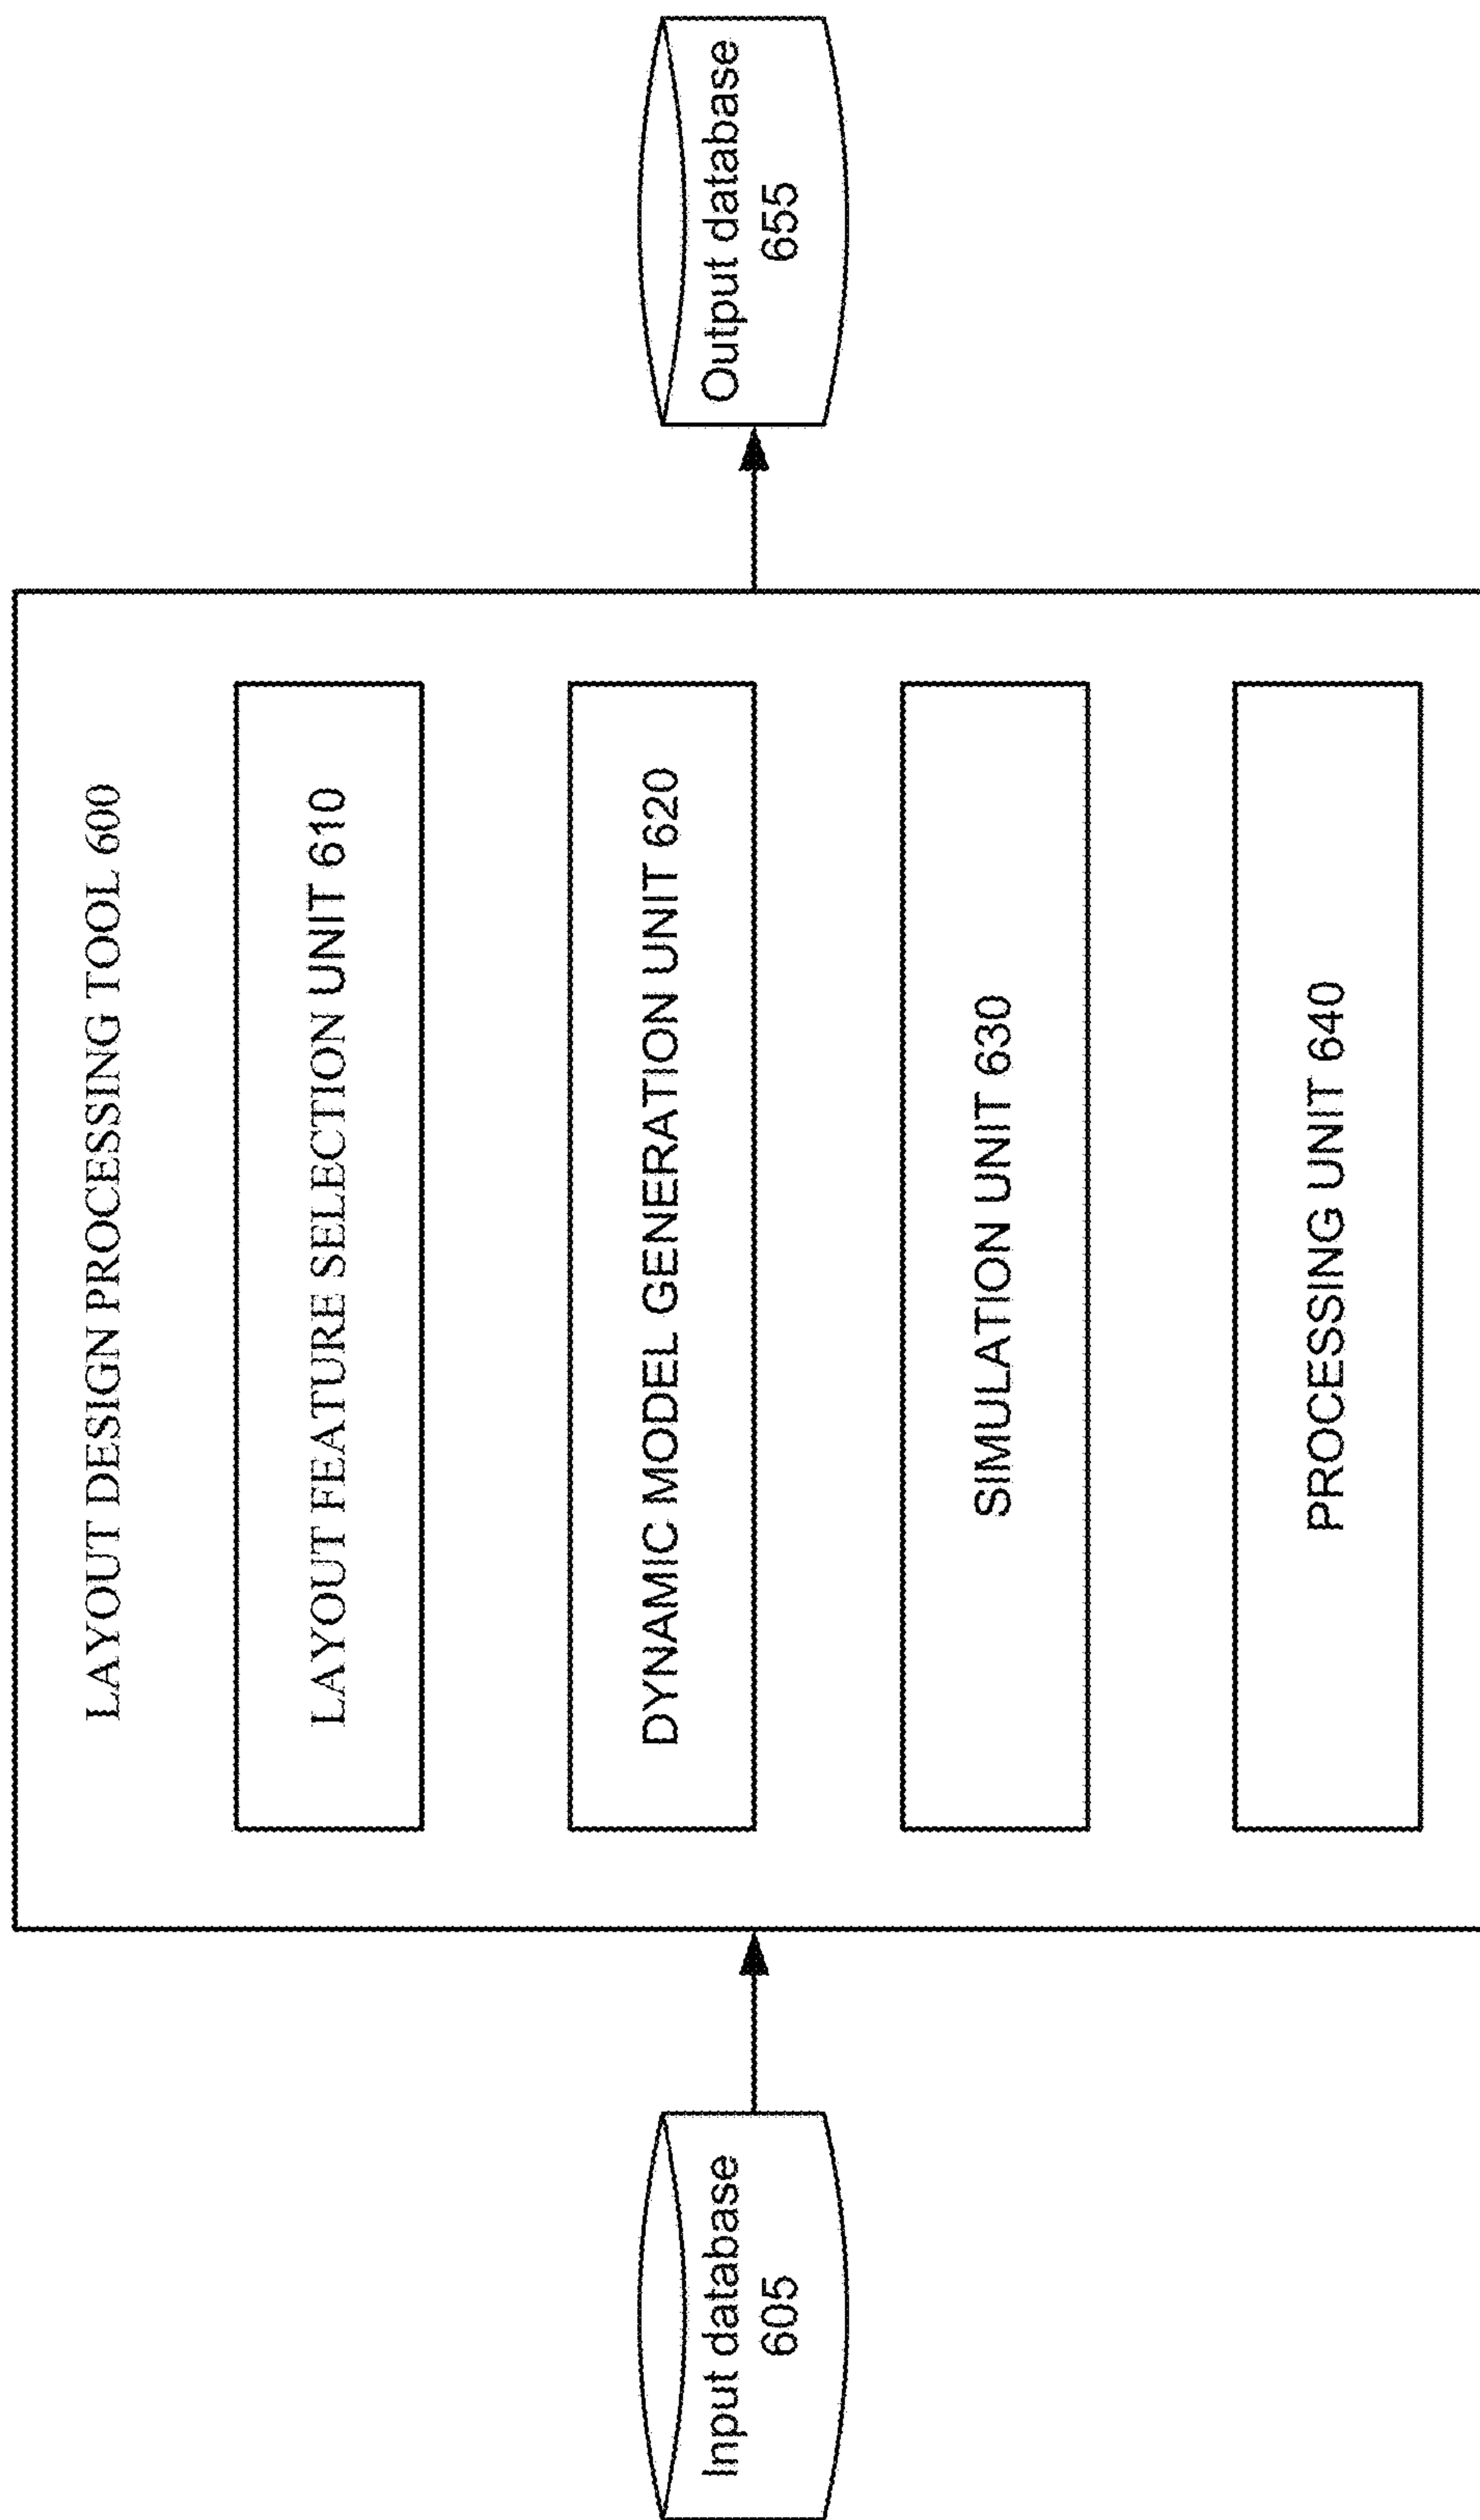 LAYOUT DESIGN PROCESSING TOOL 600
LAYOUT FEATURE SELECTION UNIT 610
DYNAMIC MODEL GENERATION UNIT 620
SIMULATION UNIT 630
PROCESSING UNIT 640
Input database
605
Output database
655